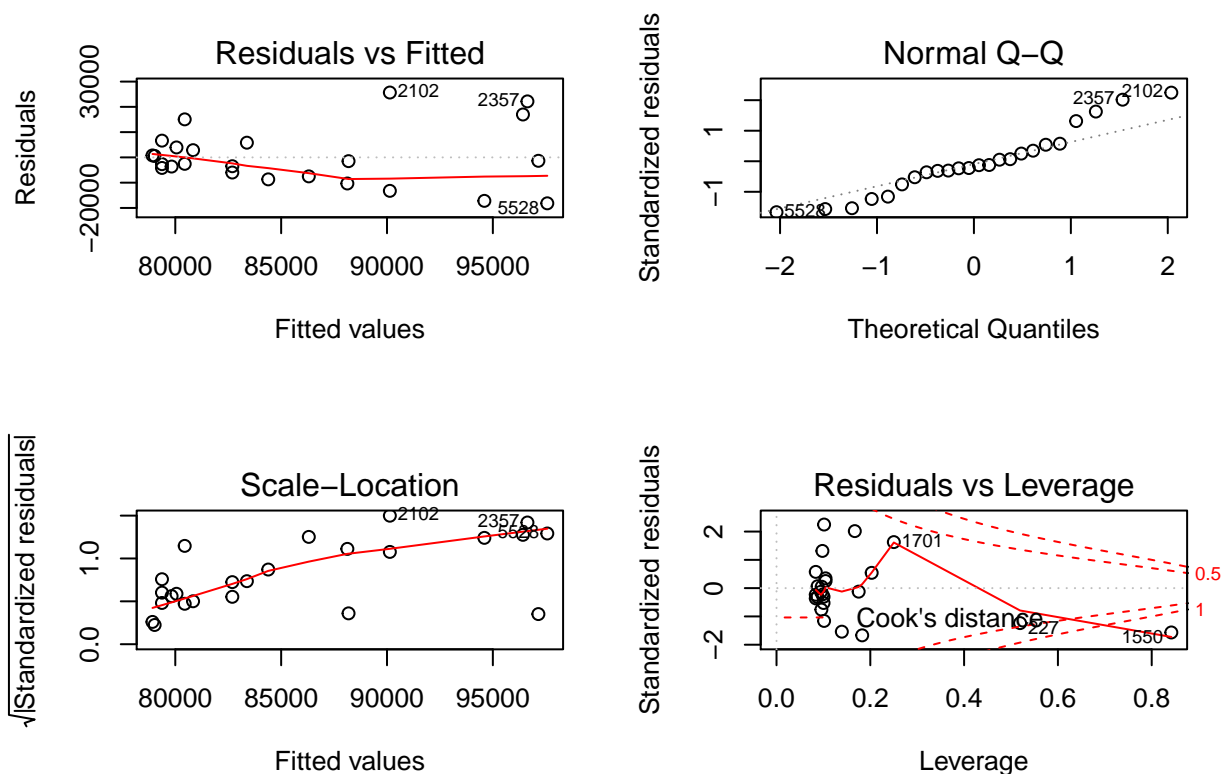 Residuals vs Fitted
Residuals
30000
−20000
2102
2357
5528
80000 85000 90000 95000
Fitted values
Normal Q−Q
Standardized residuals
1
−1
2102
2357
5528
−2 −1 0 1 2
Theoretical Quantiles
Scale−Location
√|Standardized residuals|
1.0
0.0
2102
2357
5528
80000 85000 90000 95000
Fitted values
Residuals vs Leverage
Standardized residuals
2
0
−2
1701
0.5
1
Cook's distance
227
1550
0.0 0.2 0.4 0.6 0.8
Leverage